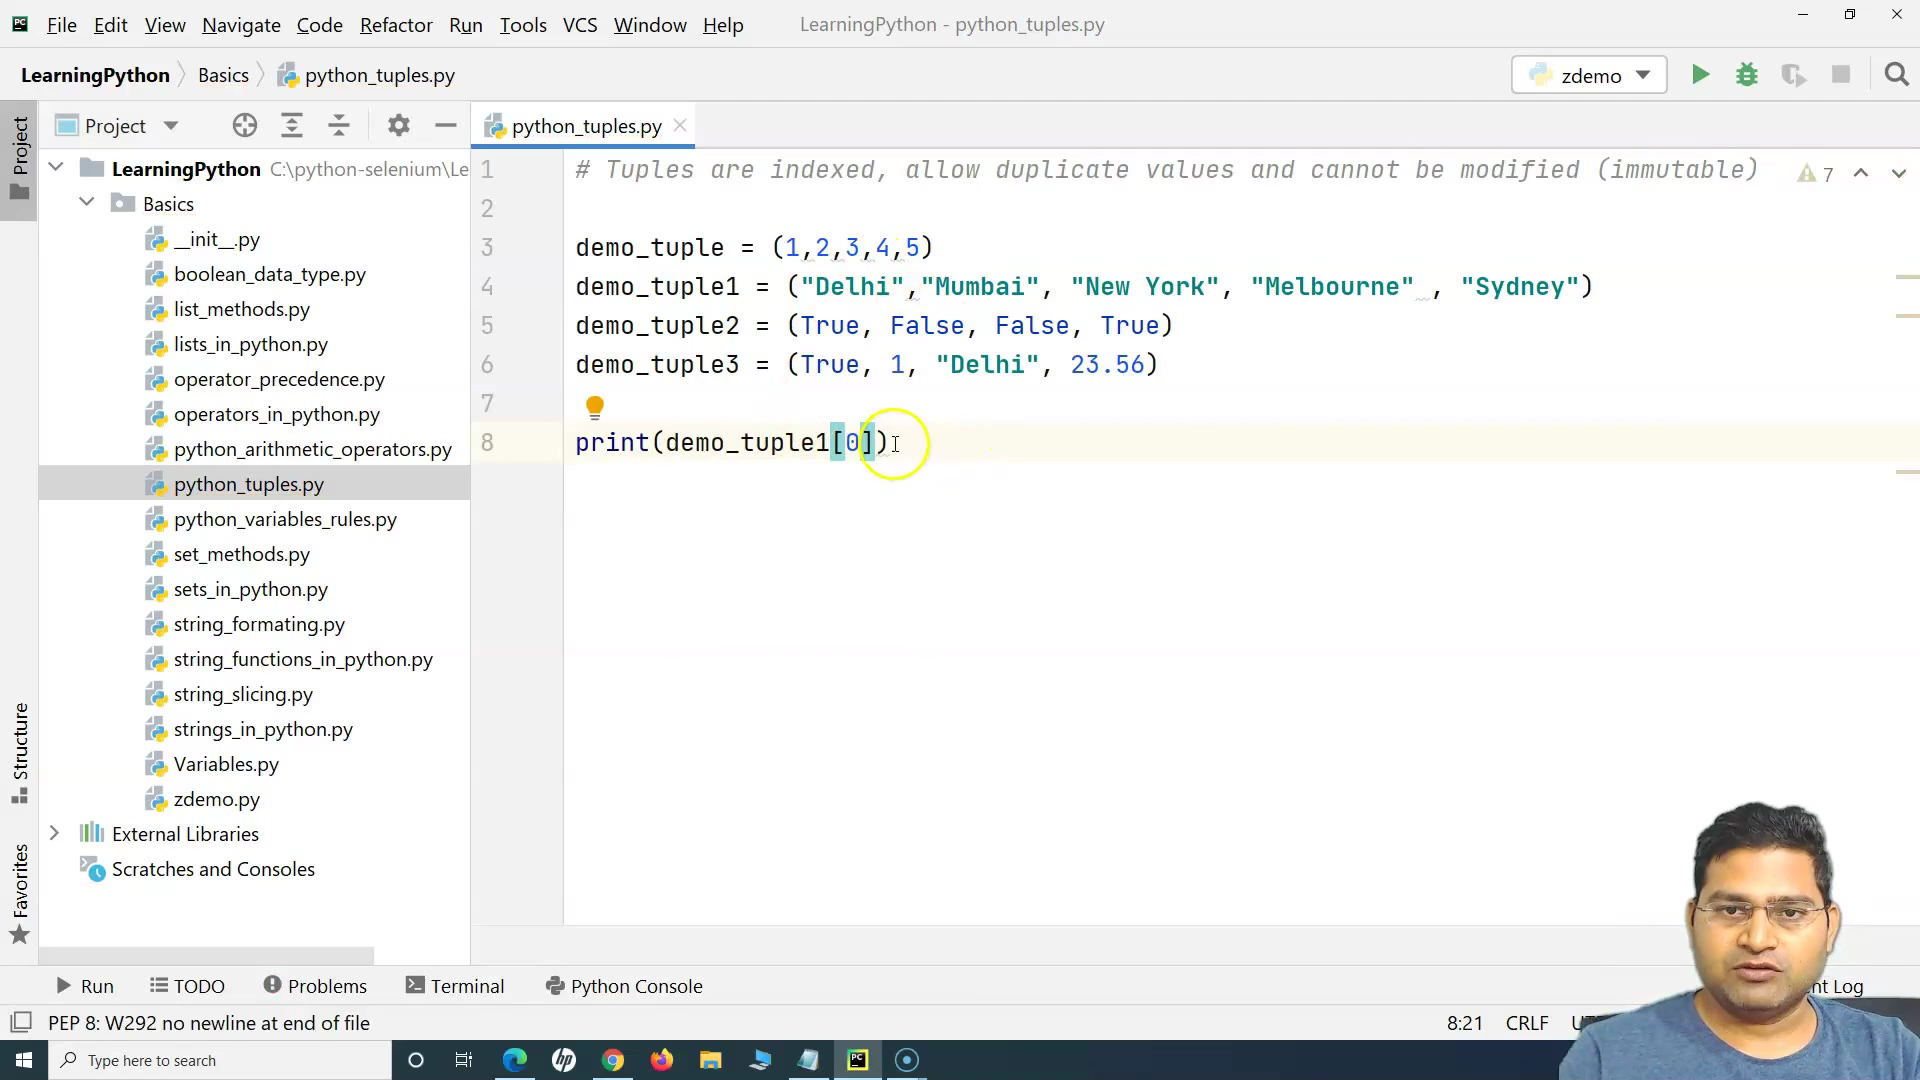 File Edit View Navigate Code Refactor Run Tools VCS Window Help LearningPython - python_tuples.py
LearningPython Basics python_tuples.py zdemo
Project
Project
python_tuples.py
LearningPython C:\python-selenium\Le
Basics
__init__.py
boolean_data_type.py
list_methods.py
lists_in_python.py
operator_precedence.py
operators_in_python.py
python_arithmetic_operators.py
python_tuples.py
python_variables_rules.py
set_methods.py
sets_in_python.py
string_formating.py
string_functions_in_python.py
string_slicing.py
strings_in_python.py
Variables.py
zdemo.py
External Libraries
Scratches and Consoles
Structure
Favorites
1 # Tuples are indexed, allow duplicate values and cannot be modified (immutable)
7
2
3 demo_tuple = (1,2,3,4,5)
4 demo_tuple1 = ("Delhi","Mumbai", "New York", "Melbourne" , "Sydney")
5 demo_tuple2 = (True, False, False, True)
6 demo_tuple3 = (True, 1, "Delhi", 23.56)
7
8 print(demo_tuple1[0])
Run TODO Problems Terminal Python Console nt Log
PEP 8: W292 no newline at end of file 8:21 CRLF
Type here to search
hp
PC